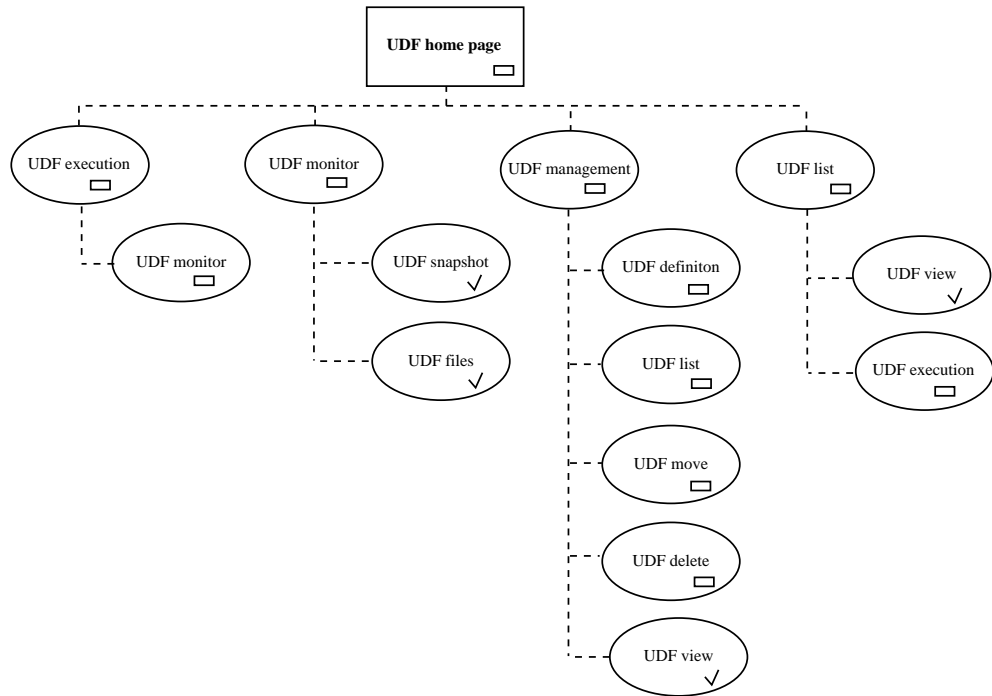 UDF home page
UDF execution
UDF monitor
UDF management
UDF list
UDF monitor
UDF snapshot
UDF files
UDF definiton
UDF list
UDF move
UDF delete
UDF view
UDF view
UDF execution